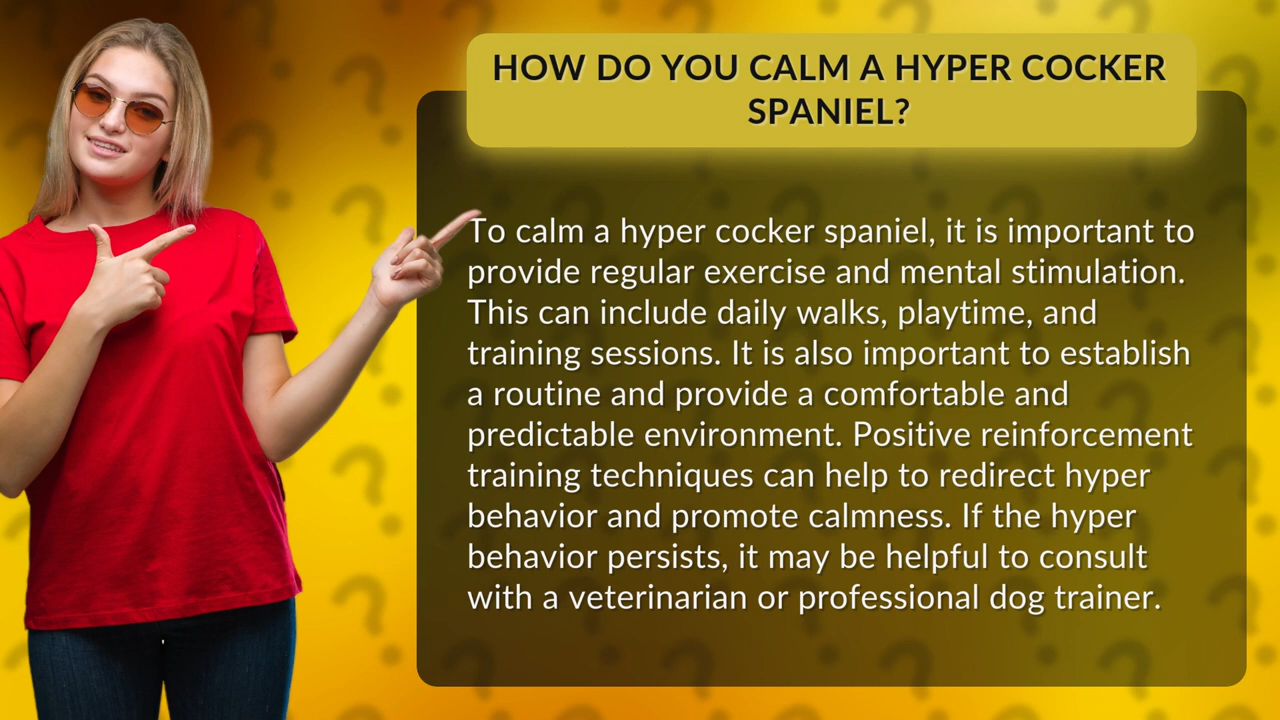 HOW DO YOU CALM A HYPER COCKER
SPANIEL?
To calm a hyper cocker spaniel, it is important to
provide regular exercise and mental stimulation.
This can include daily walks, playtime, and
training sessions. It is also important to establish
a routine and provide a comfortable and
predictable environment. Positive reinforcement
training techniques can help to redirect hyper
behavior and promote calmness. If the hyper
behavior persists, it may be helpful to consult
with a veterinarian or professional dog trainer.